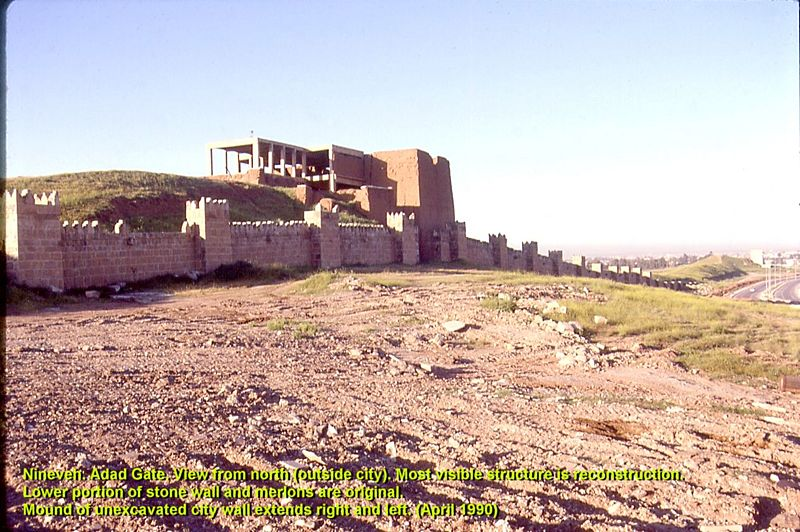 Nineveh. Adad Gate. View from north (outside city). Most visible structure is reconstruction.
Lower portion of stone wall and merlons are original.
Mound of unexcavated city wall extends right and left. (April 1990)